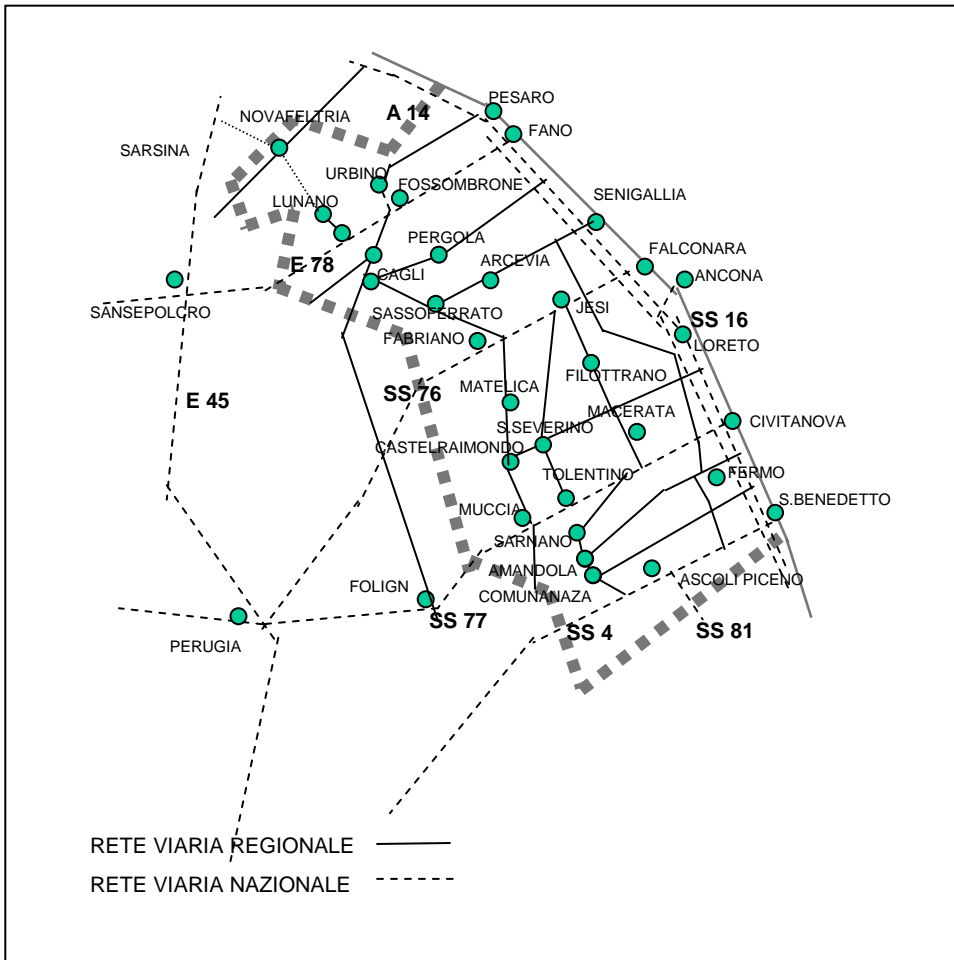 PESARO
NOVAFELTRIA
A 14
FANO
SARSINA
URBINO
FOSSOMBRONE
LUNANO
SENIGALLIA
PERGOLA
FALCONARA
E 78
ARCEVIA
CAGLI
ANCONA
SANSEPOLCRO
SASSOFERRATO
JESI
SS 16
FABRIANO
LORETO
SS 76
MATELICA
FILOTTRANO
E 45
MACERATA
S.SEVERINO
CIVITANOVA
CASTELRAIMONDO
TOLENTINO
FERMO
S.BENEDETTO
MUCCIA
SARNANO
AMANDOLA
ASCOLI PICENO
FOLIGN
COMUNANAZA
SS 77
SS 4
SS 81
PERUGIA
RETE VIARIA REGIONALE
RETE VIARIA NAZIONALE